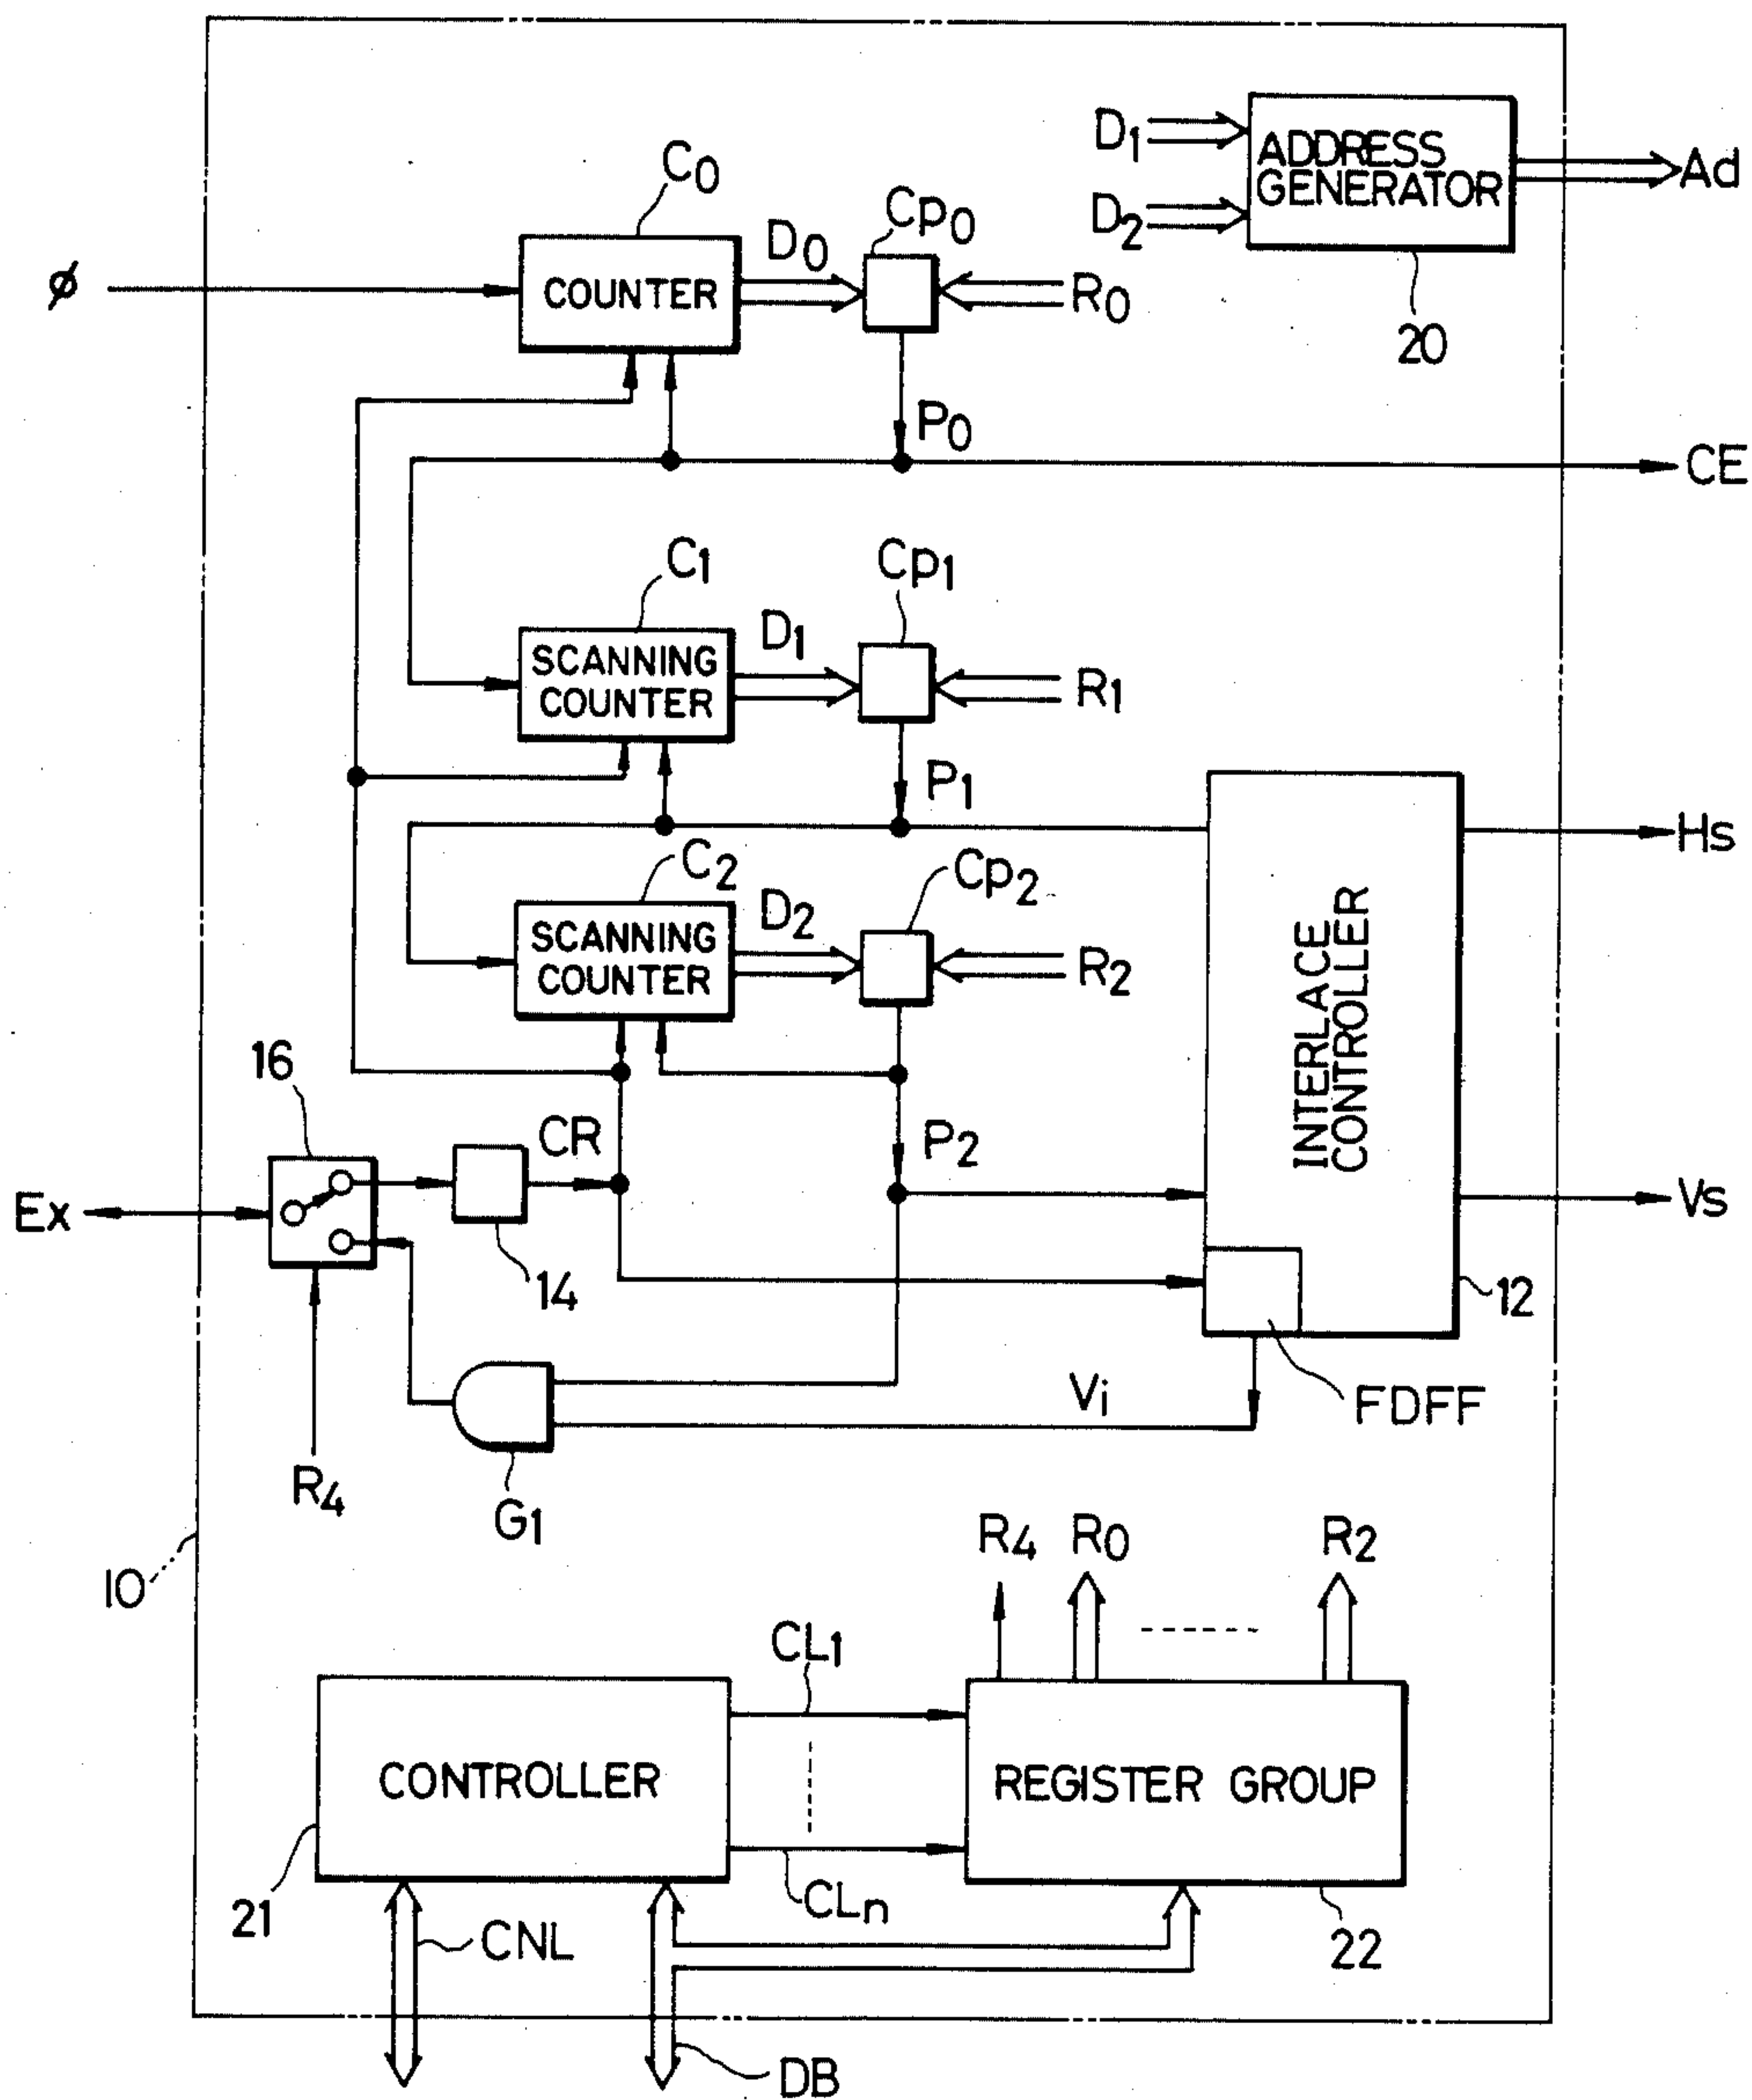 D1
ADDRESS
GENERATOR
Ad
D2
20
C0
Cp0
D0
ø
COUNTER
R0
P0
CE
C1
Cp1
D1
SCANNING
COUNTER
R1
P1
Hs
C2
Cp2
D2
SCANNING
COUNTER
R2
INTERLACE
CONTROLLER
16
CR
P2
Ex
Vs
14
12
Vi
FDFF
R4
G1
10
R4
R0
R2
CL1
CONTROLLER
REGISTER GROUP
21
CLn
22
CNL
DB